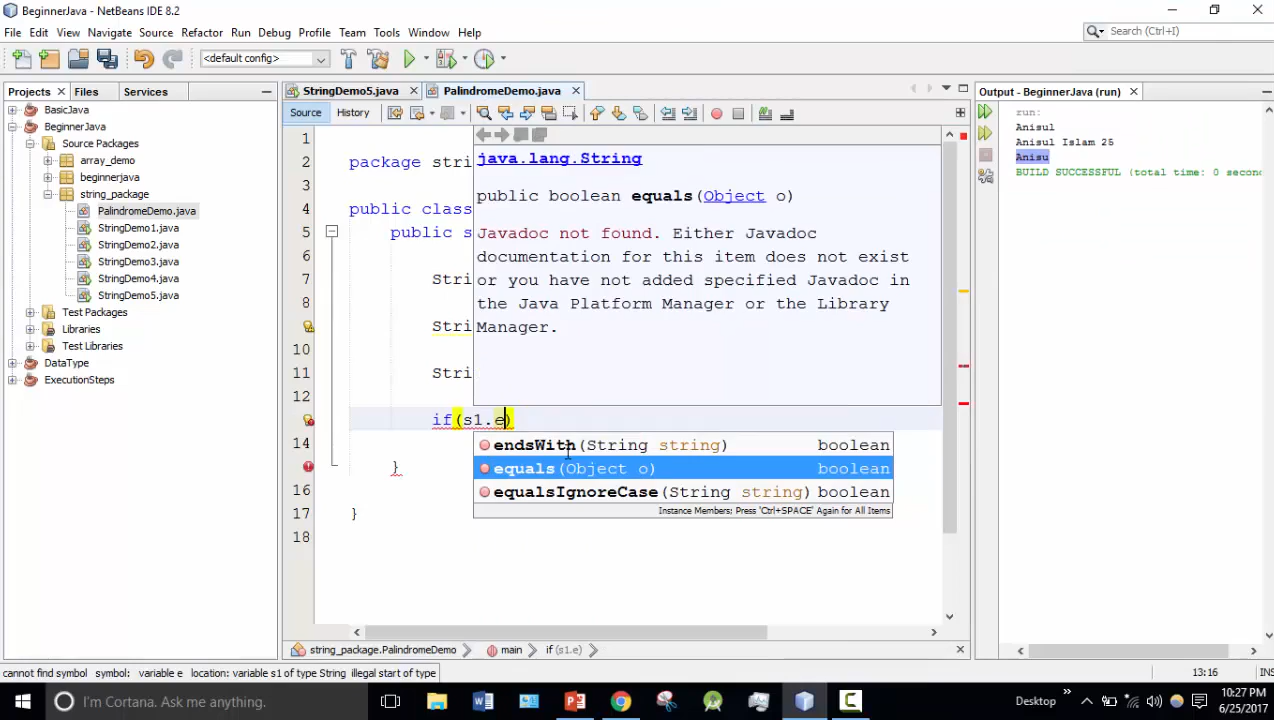 BeginnerJava - NetBeans IDE 8.2
File Edit View Navigate Source Refactor Run Debug Profile Team Tools Window Help
Search (Ctrl+I)
<default config>
Projects Files Services
StringDemo5.java PalindromeDemo.java
Output - BeginnerJava (run)
Source History
BasicJava
BeginnerJava
Source Packages
array_demo
beginnerjava
string_package
PalindromeDemo.java
StringDemo1.java
StringDemo2.java
StringDemo3.java
StringDemo4.java
StringDemo5.java
Test Packages
Libraries
Test Libraries
DataType
ExecutionSteps
1
2 package stri
3
4 public class
5 public s
6
7 Stri
8
Stri
10
11 Stri
12
if(s1.e)
14
}
16
17 }
18
java.lang.String
public boolean equals(Object o)
Javadoc not found. Either Javadoc
documentation for this item does not exist
or you have not added specified Javadoc in
the Java Platform Manager or the Library
Manager.
endsWith(String string) boolean
equals(Object o) boolean
equalsIgnoreCase(String string) boolean
Instance Members; Press 'Ctrl+SPACE' Again for All Items
run:
Anisul
Anisul Islam 25
Anisu
BUILD SUCCESSFUL (total time: 0 secon
string_package.PalindromeDemo main if (s1.e)
cannot find symbol symbol: variable e location: variable s1 of type String illegal start of type
13:16 INS
I'm Cortana. Ask me anything.
Desktop
10:27 PM
6/25/2017